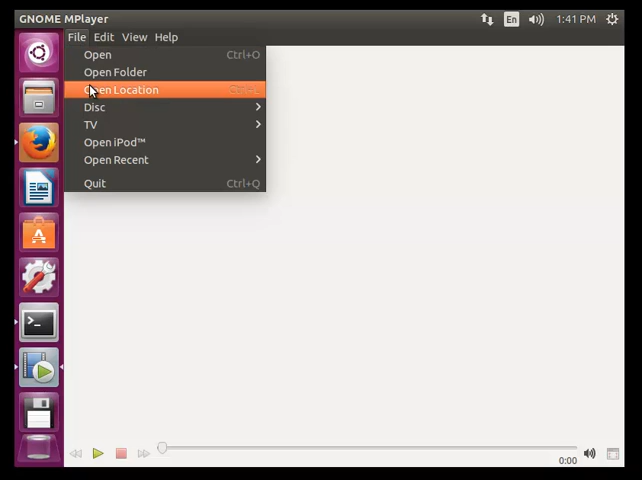 GNOME MPlayer
En
1:41 PM
File Edit View Help
Open Ctrl+O
Open Folder
Open Location Ctrl+L
Disc
TV
Open iPod™
Open Recent
Quit Ctrl+Q
0:00